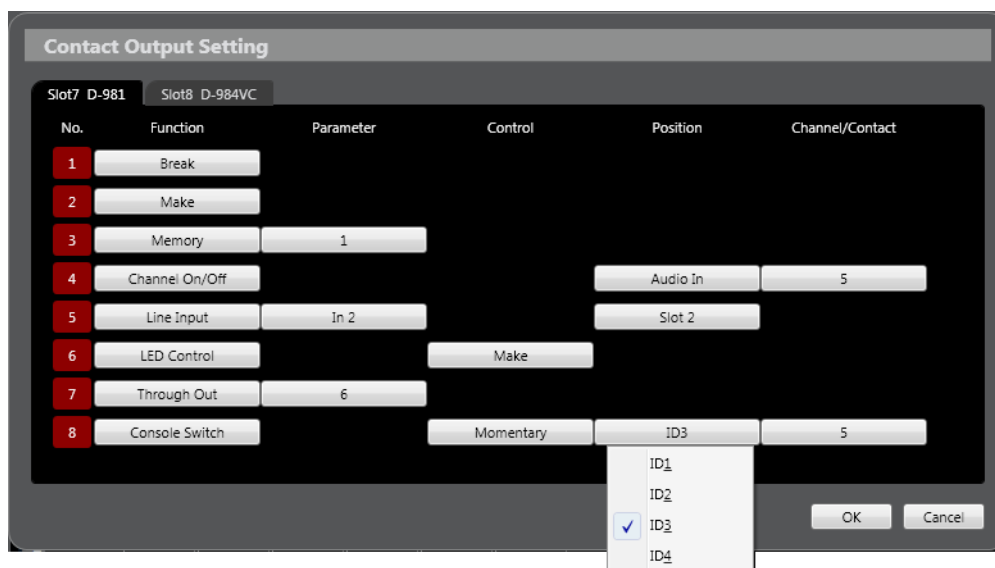 Contact Output Setting
Slot7 D-981 Slot8 D-984VC
No. Function Parameter Control Position Channel/Contact
1 Break
2 Make
3 Memory 1
4 Channel On/Off Audio In 5
5 Line Input In 2 Slot 2
6 LED Control Make
7 Through Out 6
8 Console Switch Momentary ID3 5
ID1
ID2
ID3
ID4
OK Cancel